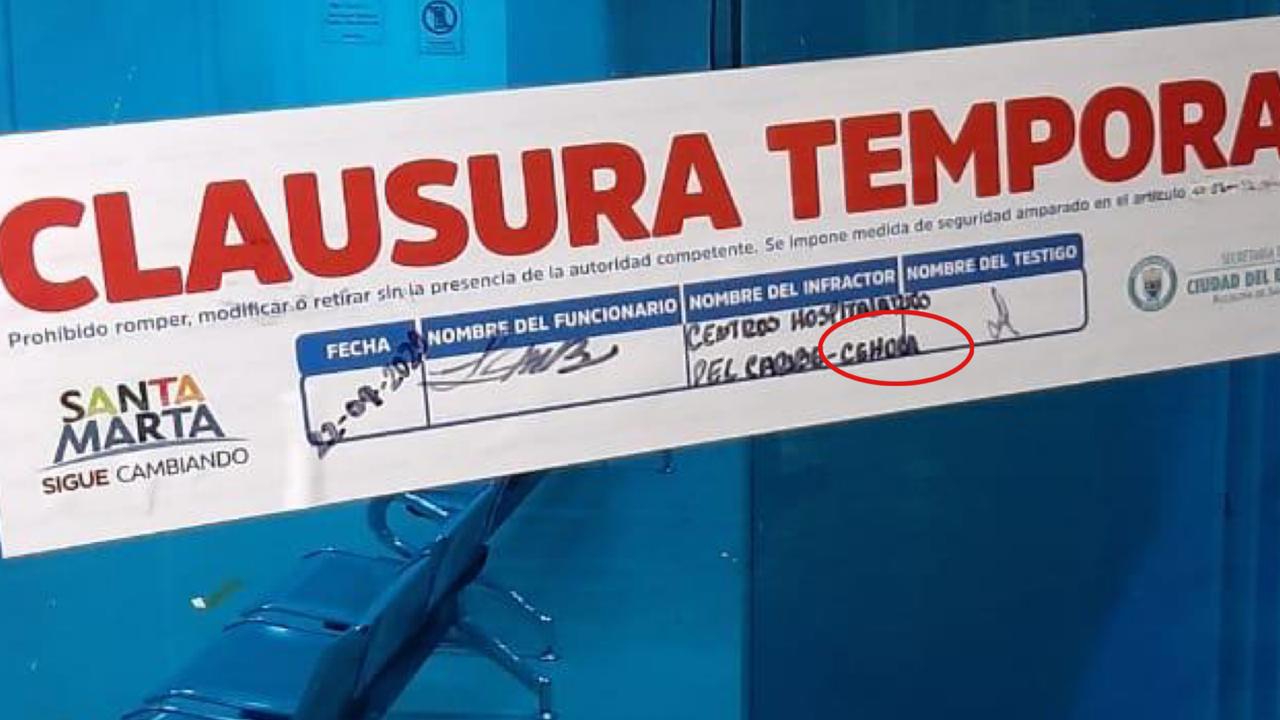 CLAUSURA TEMPORA
Prohibido romper, modificar o retirar sin la presencia de la autoridad competente. Se impone medida de seguridad amparado en el artículo
FECHA NOMBRE DEL FUNCIONARIO NOMBRE DEL INFRACTOR NOMBRE DEL TESTIGO
CENTROS HOSPITALARIOS
DEL CARIBE-CEHOCA
SANTA
MARTA
SIGUE CAMBIANDO
SECRETARÍA
CIUDAD DEL